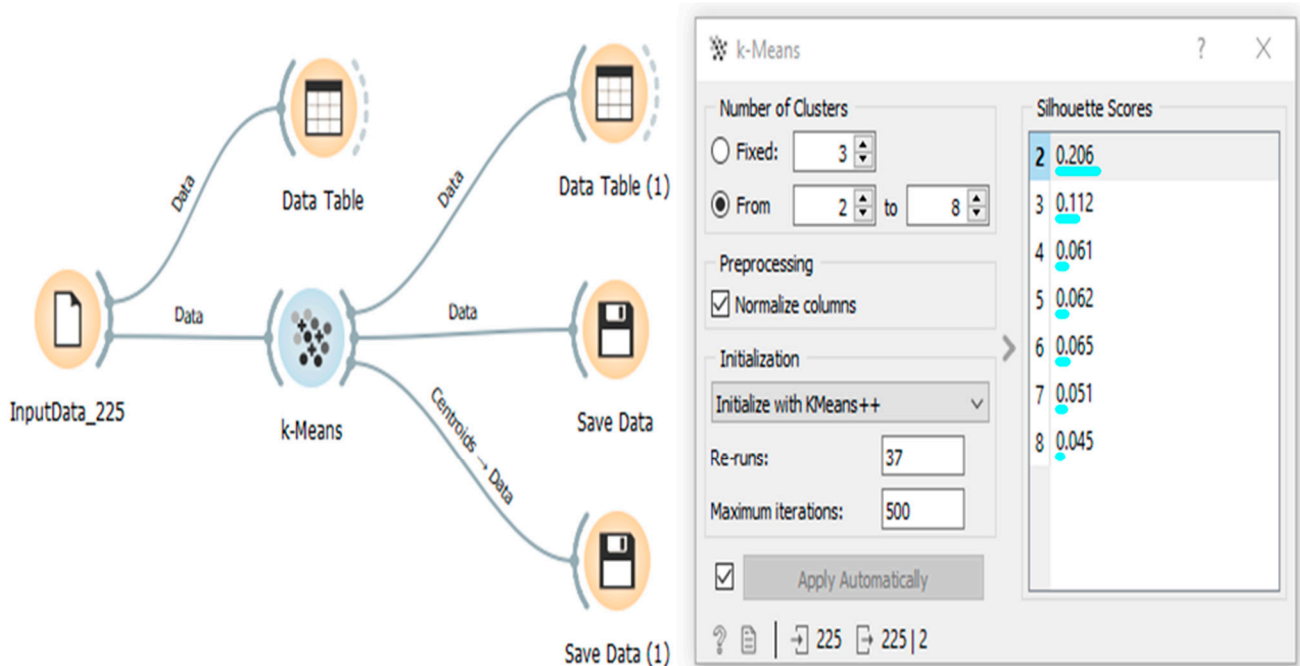 Data
Data Table
Data
Data Table (1)
Data
InputData_225
k-Means
Data
Save Data
Centroids → Data
Save Data (1)
k-Means
? X
Number of Clusters
Fixed: 3
From 2 to 8
Preprocessing
Normalize columns
Initialization
Initialize with KMeans++
Re-runs: 37
Maximum iterations: 500
Apply Automatically
? 225 225 | 2
Silhouette Scores
2 0.206
3 0.112
4 0.061
5 0.062
6 0.065
7 0.051
8 0.045